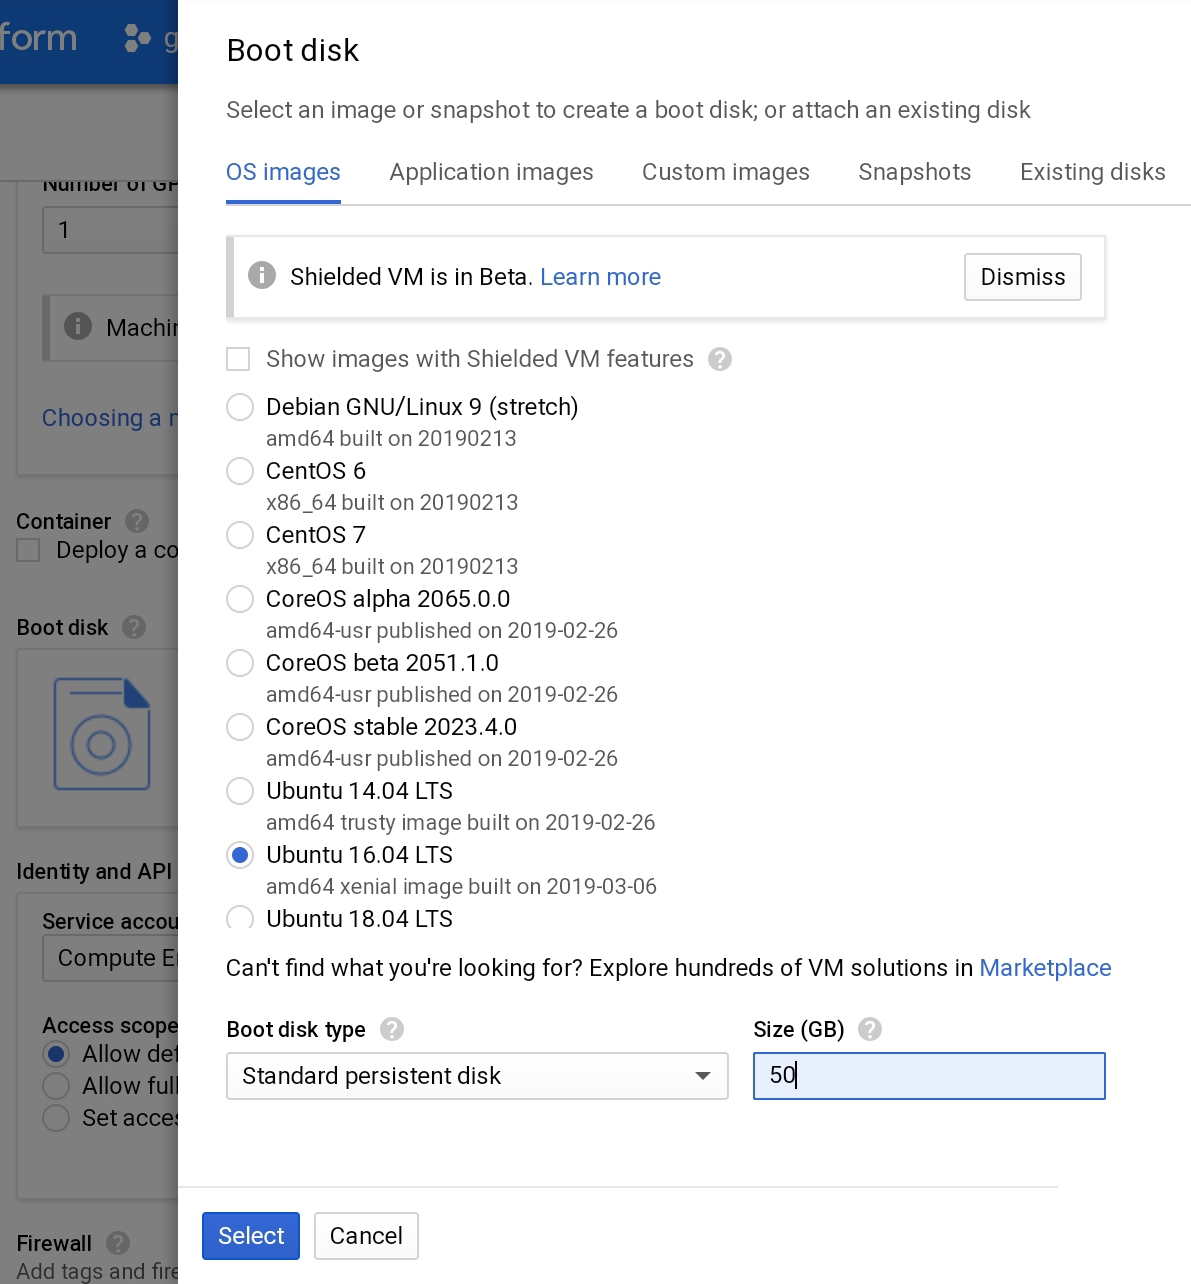 form
g
Number of GP
1
Machin
Choosing a m
Container
Deploy a co
Boot disk
Identity and API
Service accou
Compute En
Access scope
Allow def
Allow full
Set acces
Firewall
Add tags and fire
Boot disk
Select an image or snapshot to create a boot disk; or attach an existing disk
OS images Application images Custom images Snapshots Existing disks
Shielded VM is in Beta. Learn more Dismiss
Show images with Shielded VM features
Debian GNU/Linux 9 (stretch)
amd64 built on 20190213
CentOS 6
x86_64 built on 20190213
CentOS 7
x86_64 built on 20190213
CoreOS alpha 2065.0.0
amd64-usr published on 2019-02-26
CoreOS beta 2051.1.0
amd64-usr published on 2019-02-26
CoreOS stable 2023.4.0
amd64-usr published on 2019-02-26
Ubuntu 14.04 LTS
amd64 trusty image built on 2019-02-26
Ubuntu 16.04 LTS
amd64 xenial image built on 2019-03-06
Ubuntu 18.04 LTS
Can't find what you're looking for? Explore hundreds of VM solutions in Marketplace
Boot disk type Size (GB)
Standard persistent disk 50
Select Cancel